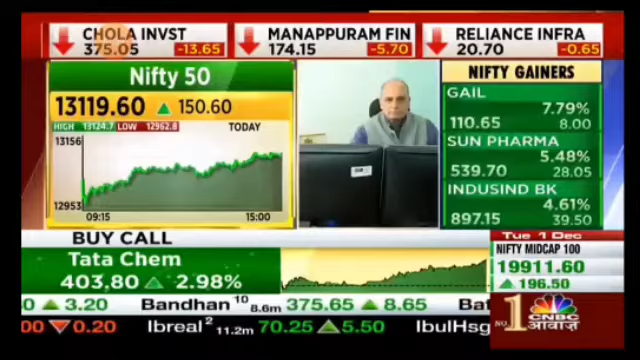 CHOLA INVST
375.05 -13.65
MANAPPURAM FIN
174.15 -5.70
RELIANCE INFRA
20.70 -0.65
Nifty 50
13119.60 ▲ 150.60
HIGH 13124.7 LOW 12962.8 TODAY
13156
12953
09:15 15:00
NIFTY GAINERS
GAIL
7.79%
110.65 8.00
SUN PHARMA
5.48%
539.70 28.05
INDUSIND BK
4.61%
897.15 39.50
BUY CALL
Tata Chem
403.80 ▲ 2.98%
Tue 1 Dec
NIFTY MIDCAP 100
19911.60
▲ 196.50
0 ▲ 3.20 Bandhan 10 8.6m 375.65 ▲ 8.65 Bat
00 ▼ 0.20 Ibreal 2 11.2m 70.25 ▲ 5.50 IbulHsg
NO. 1 CNBC आवाज़